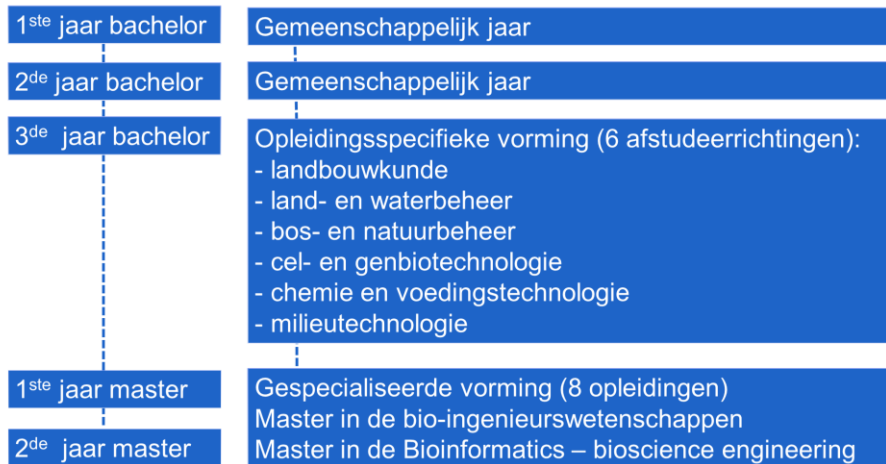 1ste jaar bachelor
Gemeenschappelijk jaar
2de jaar bachelor
Gemeenschappelijk jaar
3de jaar bachelor
Opleidingsspecifieke vorming (6 afstudeerrichtingen):
- landbouwkunde
- land- en waterbeheer
- bos- en natuurbeheer
- cel- en genbiotechnologie
- chemie en voedingstechnologie
- milieutechnologie
1ste jaar master
Gespecialiseerde vorming (8 opleidingen)
Master in de bio-ingenieurswetenschappen
2de jaar master
Master in de Bioinformatics – bioscience engineering